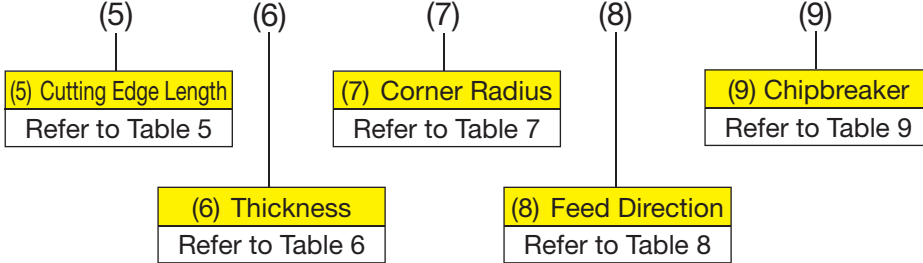 (5) (6) (7) (8) (9)
(5) Cutting Edge Length
Refer to Table 5
(7) Corner Radius
Refer to Table 7
(9) Chipbreaker
Refer to Table 9
(6) Thickness
Refer to Table 6
(8) Feed Direction
Refer to Table 8